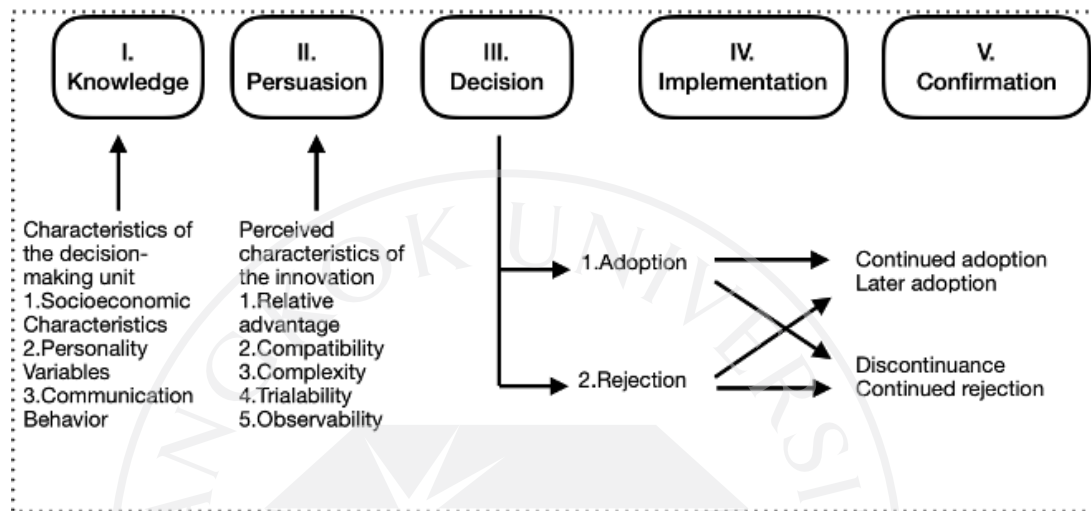 I.
Knowledge
II.
Persuasion
III.
Decision
IV.
Implementation
V.
Confirmation
Characteristics of
the decision-
making unit
1.Socioeconomic
Characteristics
2.Personality
Variables
3.Communication
Behavior
Perceived
characteristics of
the innovation
1.Relative
advantage
2.Compatibility
3.Complexity
4.Trialability
5.Observability
1.Adoption
2.Rejection
Continued adoption
Later adoption
Discontinuance
Continued rejection
NOKOK UNIVERSI